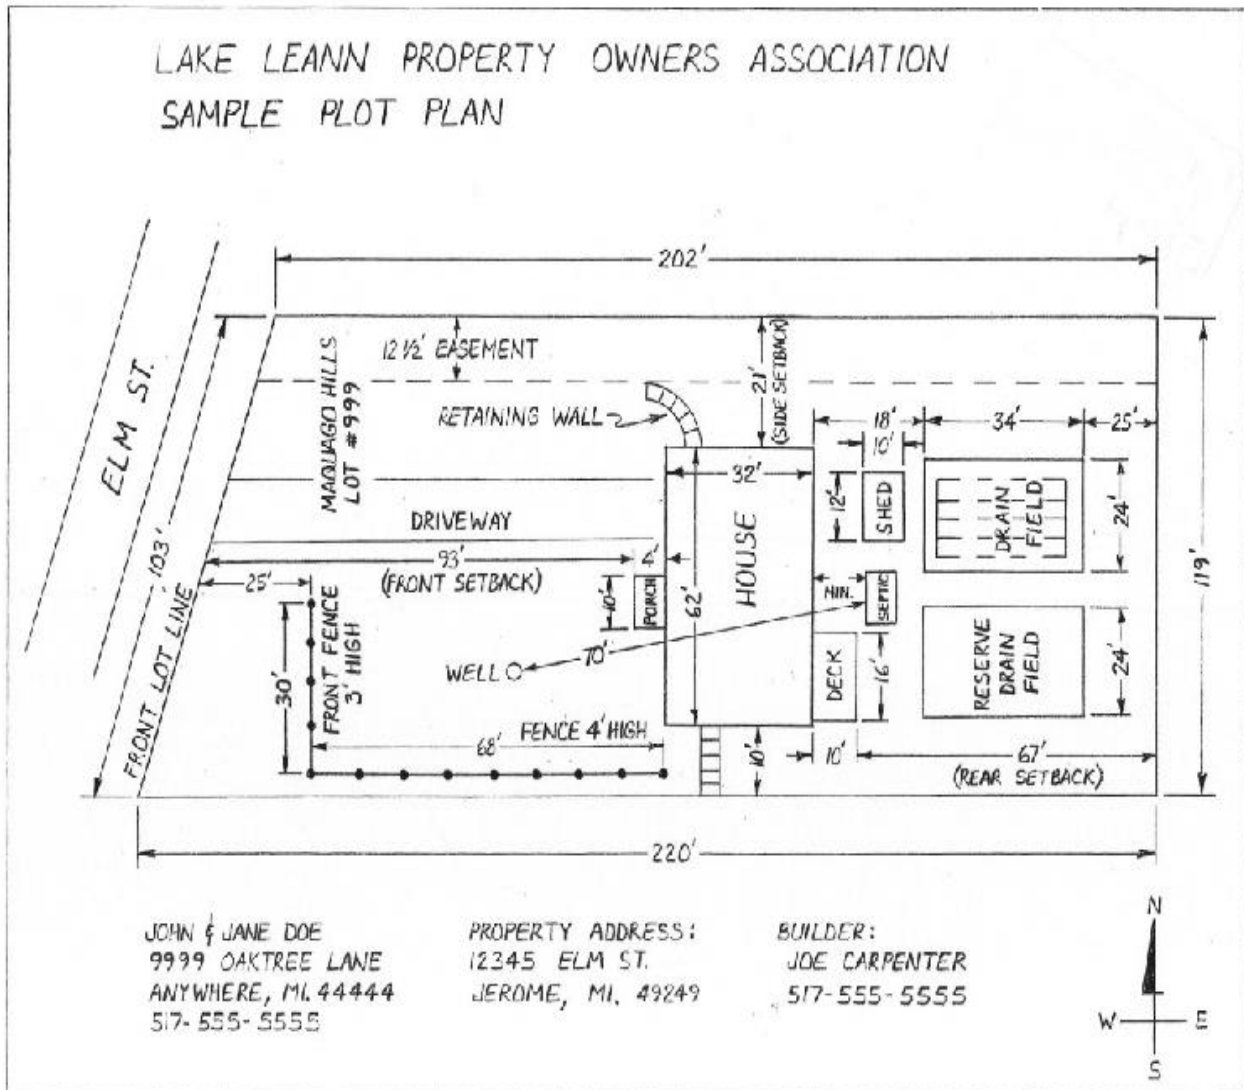 LAKE LEANN PROPERTY OWNERS ASSOCIATION
SAMPLE PLOT PLAN
202'
ELM ST.
12 1/2' EASEMENT
MAQUAGO HILLS
LOT #999
RETAINING WALL
21'
(SIDE SETBACK)
18'
34'
25'
10'
32'
12'
SHED
DRAIN
FIELD
24'
119'
DRIVEWAY
93'
(FRONT SETBACK)
4'
103'
FRONT LOT LINE
25'
10'
PORCH
62'
HOUSE
MIN.
SEPTIC
70'
WELL
30'
FRONT FENCE
3' HIGH
DECK
16'
RESERVE
DRAIN
FIELD
24'
FENCE 4' HIGH
68'
10'
10'
67'
(REAR SETBACK)
220'
JOHN & JANE DOE
9999 OAKTREE LANE
ANYWHERE, MI. 44444
517-555-5555
PROPERTY ADDRESS:
12345 ELM ST.
JEROME, MI. 49249
BUILDER:
JOE CARPENTER
517-555-5555
N
W
E
S